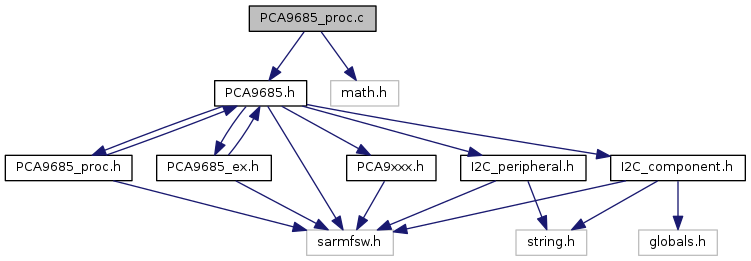 PCA9685_proc.c
PCA9685.h
math.h
PCA9685_proc.h
PCA9685_ex.h
PCA9xxx.h
I2C_peripheral.h
I2C_component.h
sarmfsw.h
string.h
globals.h